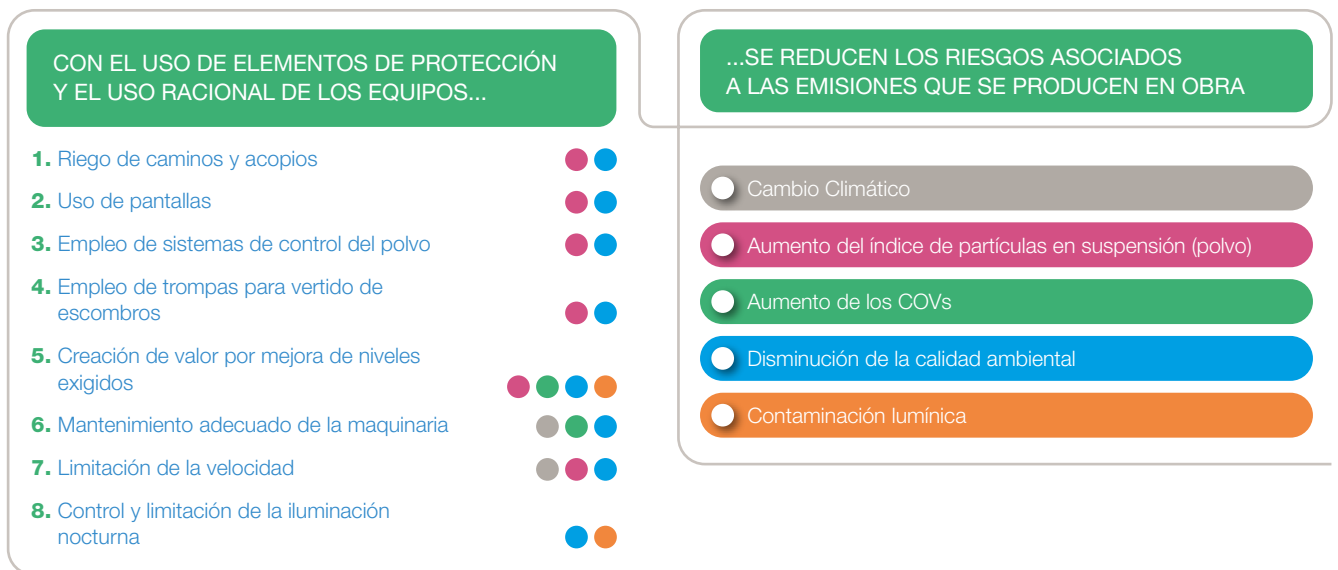 CON EL USO DE ELEMENTOS DE PROTECCIÓN
Y EL USO RACIONAL DE LOS EQUIPOS...
1. Riego de caminos y acopios
2. Uso de pantallas
3. Empleo de sistemas de control del polvo
4. Empleo de trompas para vertido de
escombros
5. Creación de valor por mejora de niveles
exigidos
6. Mantenimiento adecuado de la maquinaria
7. Limitación de la velocidad
8. Control y limitación de la iluminación
nocturna
...SE REDUCEN LOS RIESGOS ASOCIADOS
A LAS EMISIONES QUE SE PRODUCEN EN OBRA
Cambio Climático
Aumento del índice de partículas en suspensión (polvo)
Aumento de los COVs
Disminución de la calidad ambiental
Contaminación lumínica